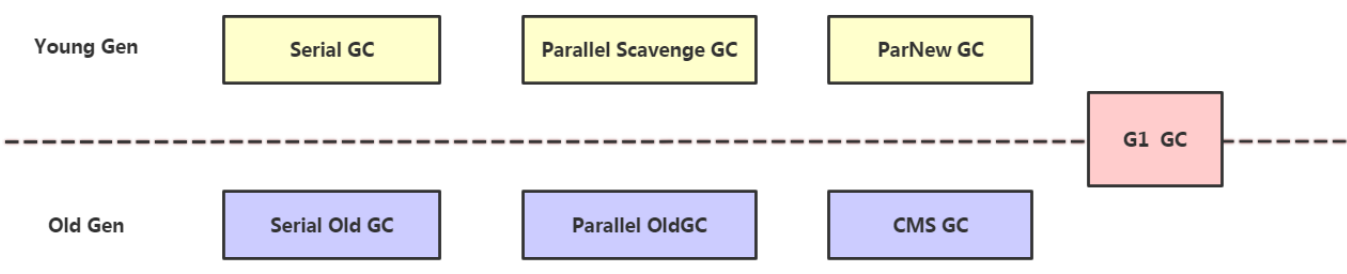 Young Gen
Serial GC
Parallel Scavenge GC
ParNew GC
G1 GC
Old Gen
Serial Old GC
Parallel OldGC
CMS GC